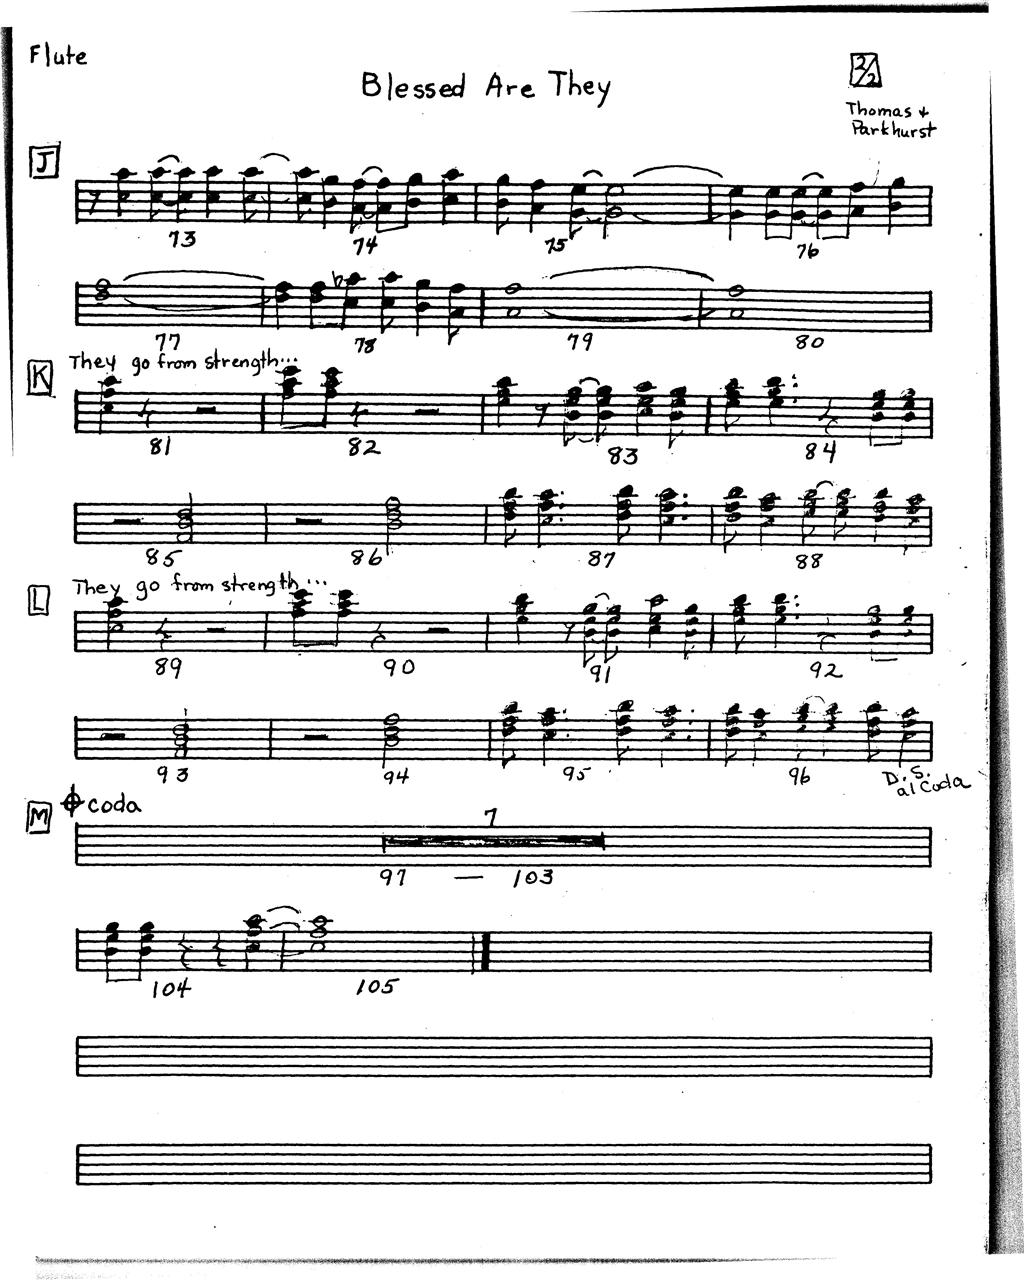 Flute
Blessed Are They
2/2
Thomas +
Parkhurst
J
73 74 75 76
77 78 79 80
K They go from strength...
81 82 83 84
85 86 87 88
L They go from strength...
89 90 91 92
93 94 95 96
D.S.
al Coda
M coda
7
97 — 103
104 105